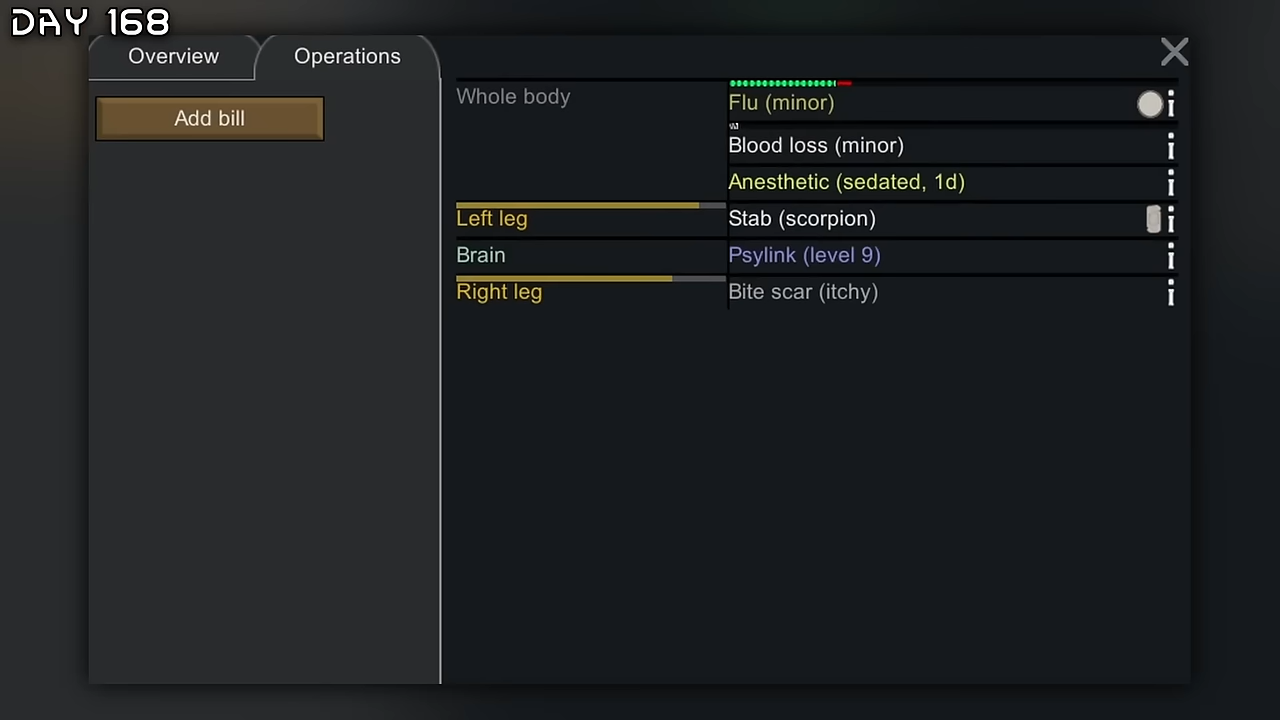 DAY 168
Overview
Operations
Add bill
Whole body
Flu (minor)
Blood loss (minor)
Anesthetic (sedated, 1d)
Left leg
Stab (scorpion)
Brain
Psylink (level 9)
Right leg
Bite scar (itchy)